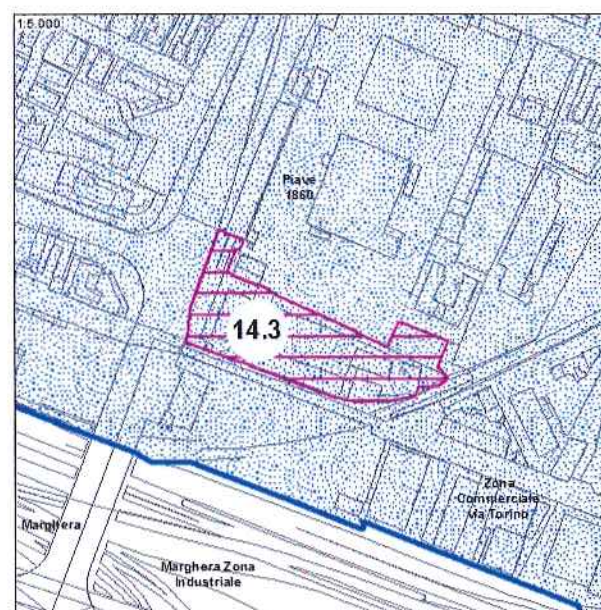 1:5.000
Piave
1860
14.3
Zona
Commerciale
via Torino
Marghera
Marghera Zona
Industriale